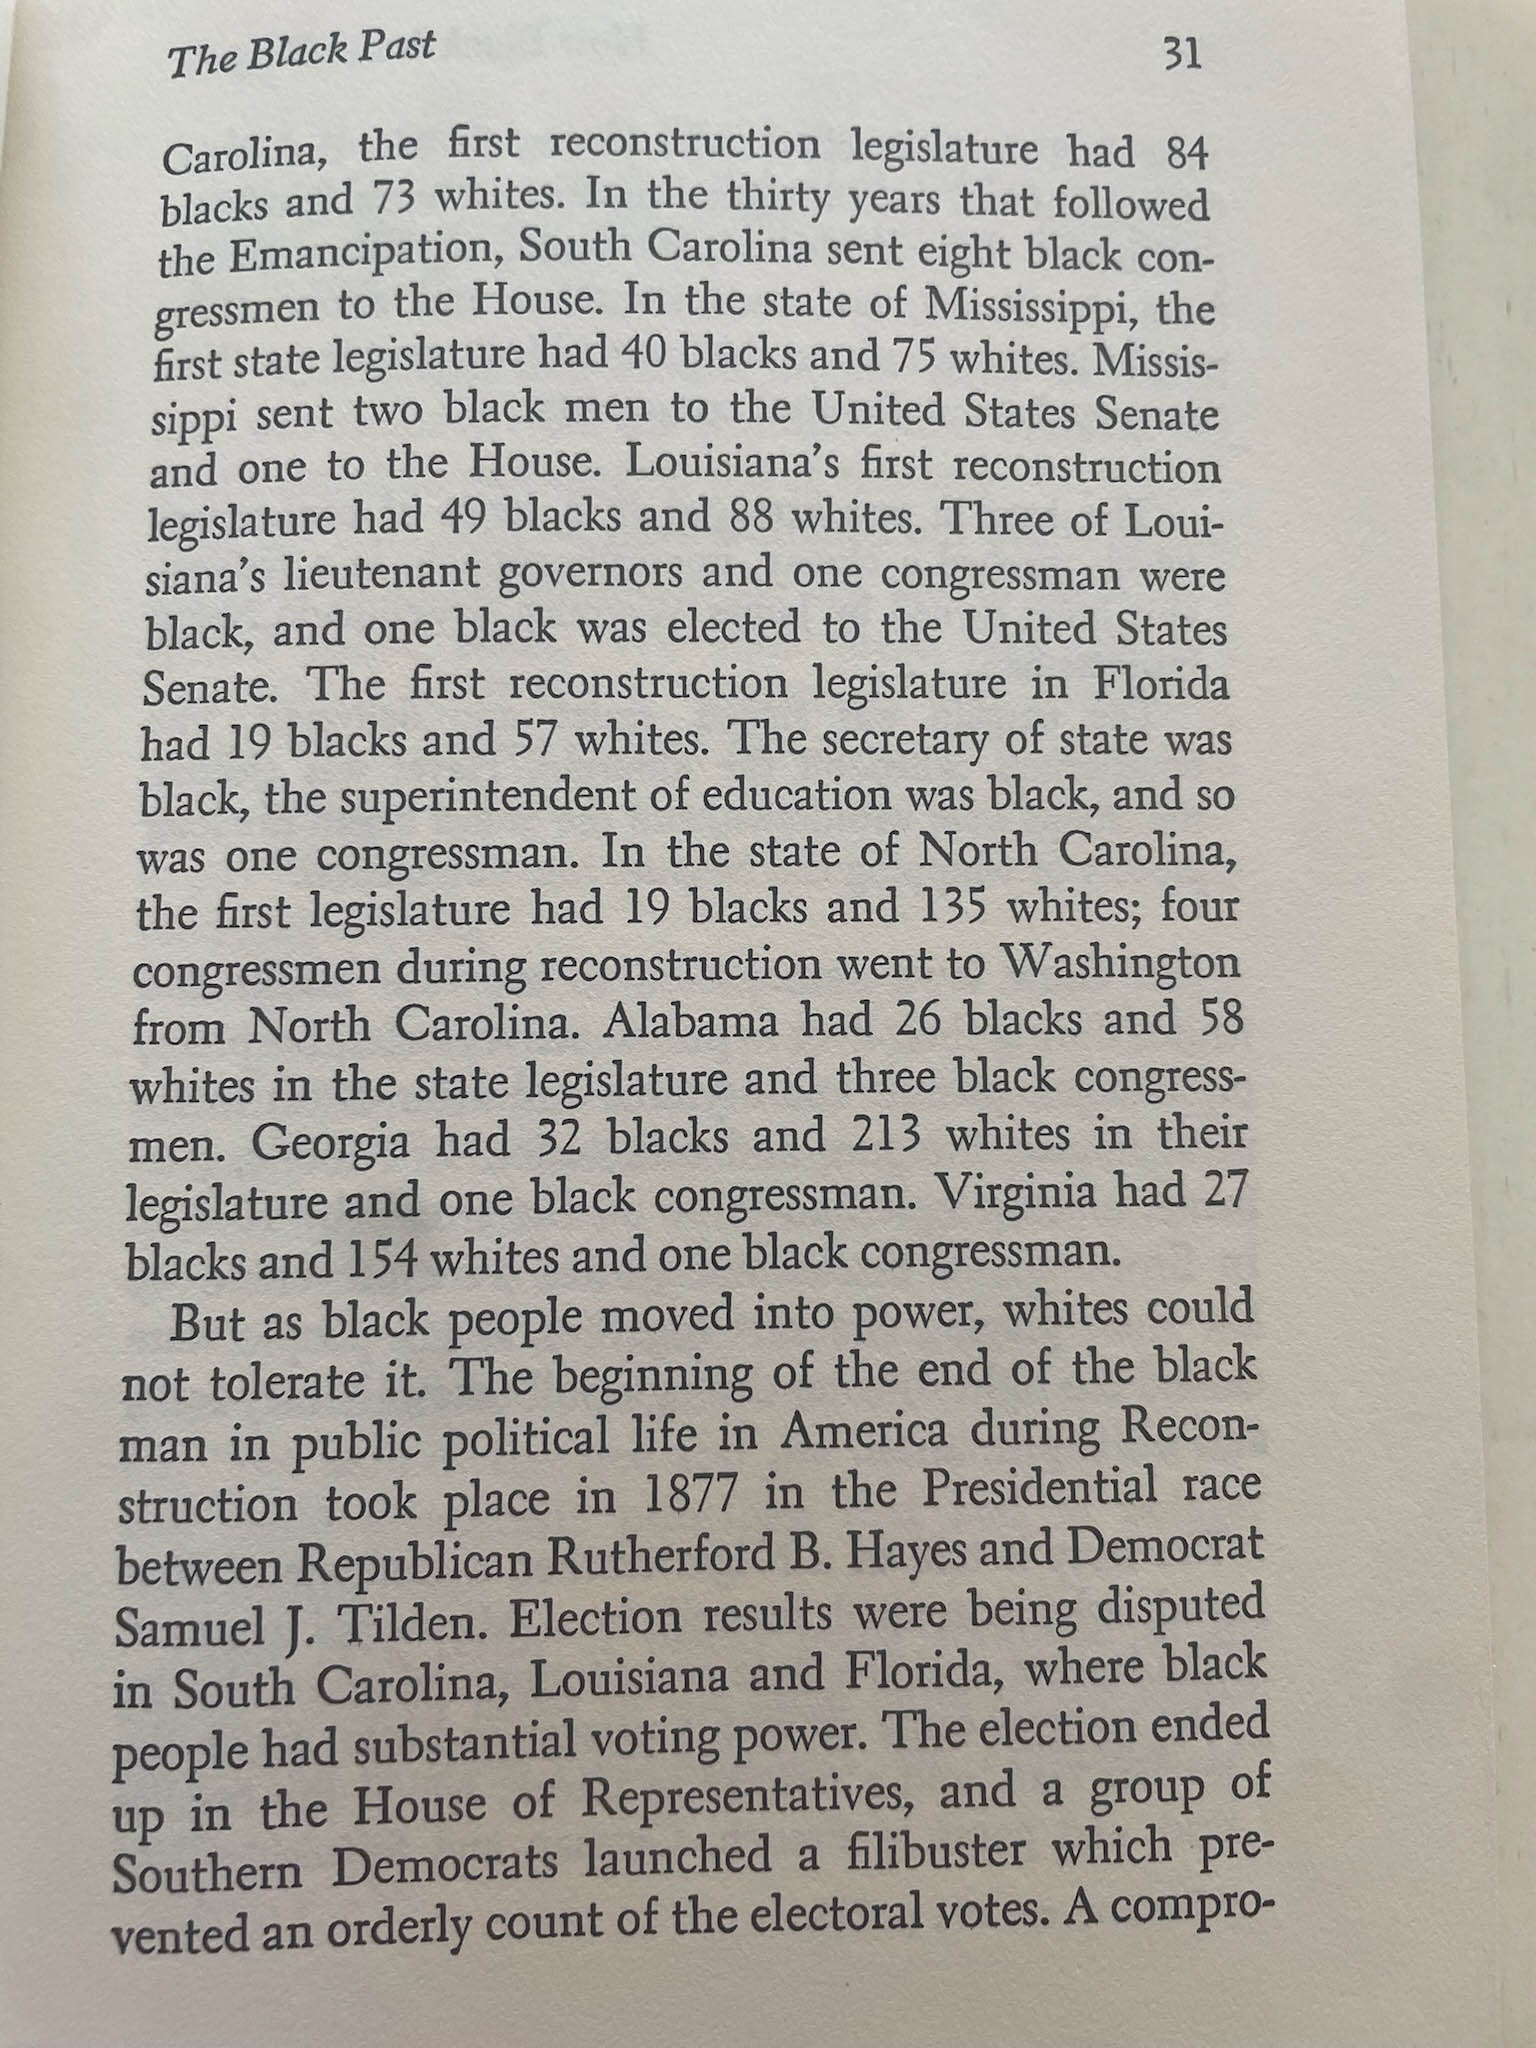 The Black Past
31
Carolina, the first reconstruction legislature had 84
blacks and 73 whites. In the thirty years that followed
the Emancipation, South Carolina sent eight black con-
gressmen to the House. In the state of Mississippi, the
first state legislature had 40 blacks and 75 whites. Missis-
sippi sent two black men to the United States Senate
and one to the House. Louisiana's first reconstruction
legislature had 49 blacks and 88 whites. Three of Loui-
siana's lieutenant governors and one congressman were
black, and one black was elected to the United States
Senate. The first reconstruction legislature in Florida
had 19 blacks and 57 whites. The secretary of state was
black, the superintendent of education was black, and so
was one congressman. In the state of North Carolina,
the first legislature had 19 blacks and 135 whites; four
congressmen during reconstruction went to Washington
from North Carolina. Alabama had 26 blacks and 58
whites in the state legislature and three black congress-
men. Georgia had 32 blacks and 213 whites in their
legislature and one black congressman. Virginia had 27
blacks and 154 whites and one black congressman.
But as black people moved into power, whites could
not tolerate it. The beginning of the end of the black
man in public political life in America during Recon-
struction took place in 1877 in the Presidential race
between Republican Rutherford B. Hayes and Democrat
Samuel J. Tilden. Election results were being disputed
in South Carolina, Louisiana and Florida, where black
people had substantial voting power. The election ended
up in the House of Representatives, and a group of
Southern Democrats launched a filibuster which pre-
vented an orderly count of the electoral votes. A compro-